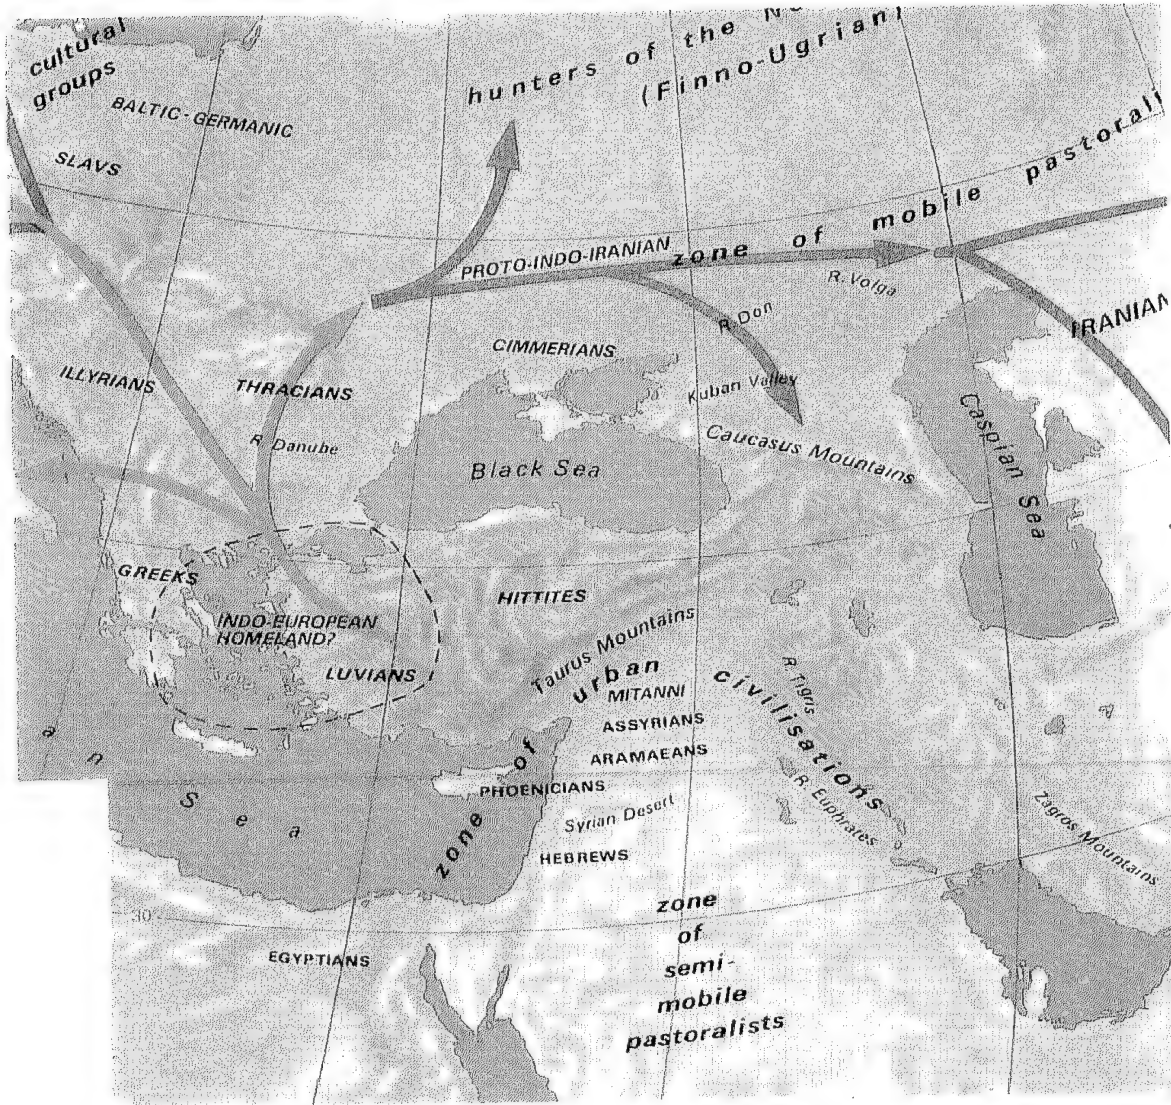 cultural
groups
hunters of the
(Finno-Ugrian)
BALTIC-GERMANIC
SLAVS
zone of mobile
PROTO-INDO-IRANIAN
R. Volga
R. Don
IRANIAN
CIMMERIANS
ILLYRIANS
THRACIANS
Kuban Valley
R. Danube
Caucasus Mountains
Black Sea
Caspian Sea
GREEKS
HITTITES
INDO-EUROPEAN
HOMELAND?
LUVIANS
Taurus Mountains
zone of urban civilisations
MITANNI
R. Tigris
ASSYRIANS
ARAMAEANS
PHOENICIANS
R. Euphrates
Syrian Desert
Zagros Mountains
an Sea
HEBREWS
30°
zone
of
semi-
mobile
pastoralists
EGYPTIANS